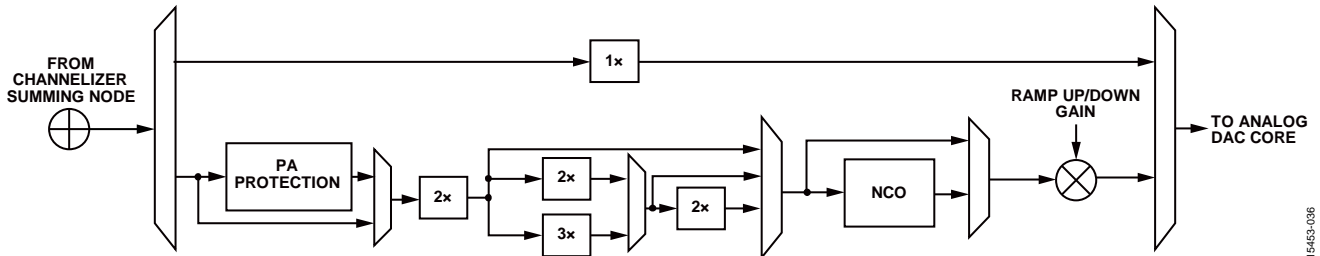 FROM
CHANNELIZER
SUMMING NODE
1×
RAMP UP/DOWN
GAIN
TO ANALOG
DAC CORE
PA
PROTECTION
2×
2×
3×
2×
NCO
15453-036